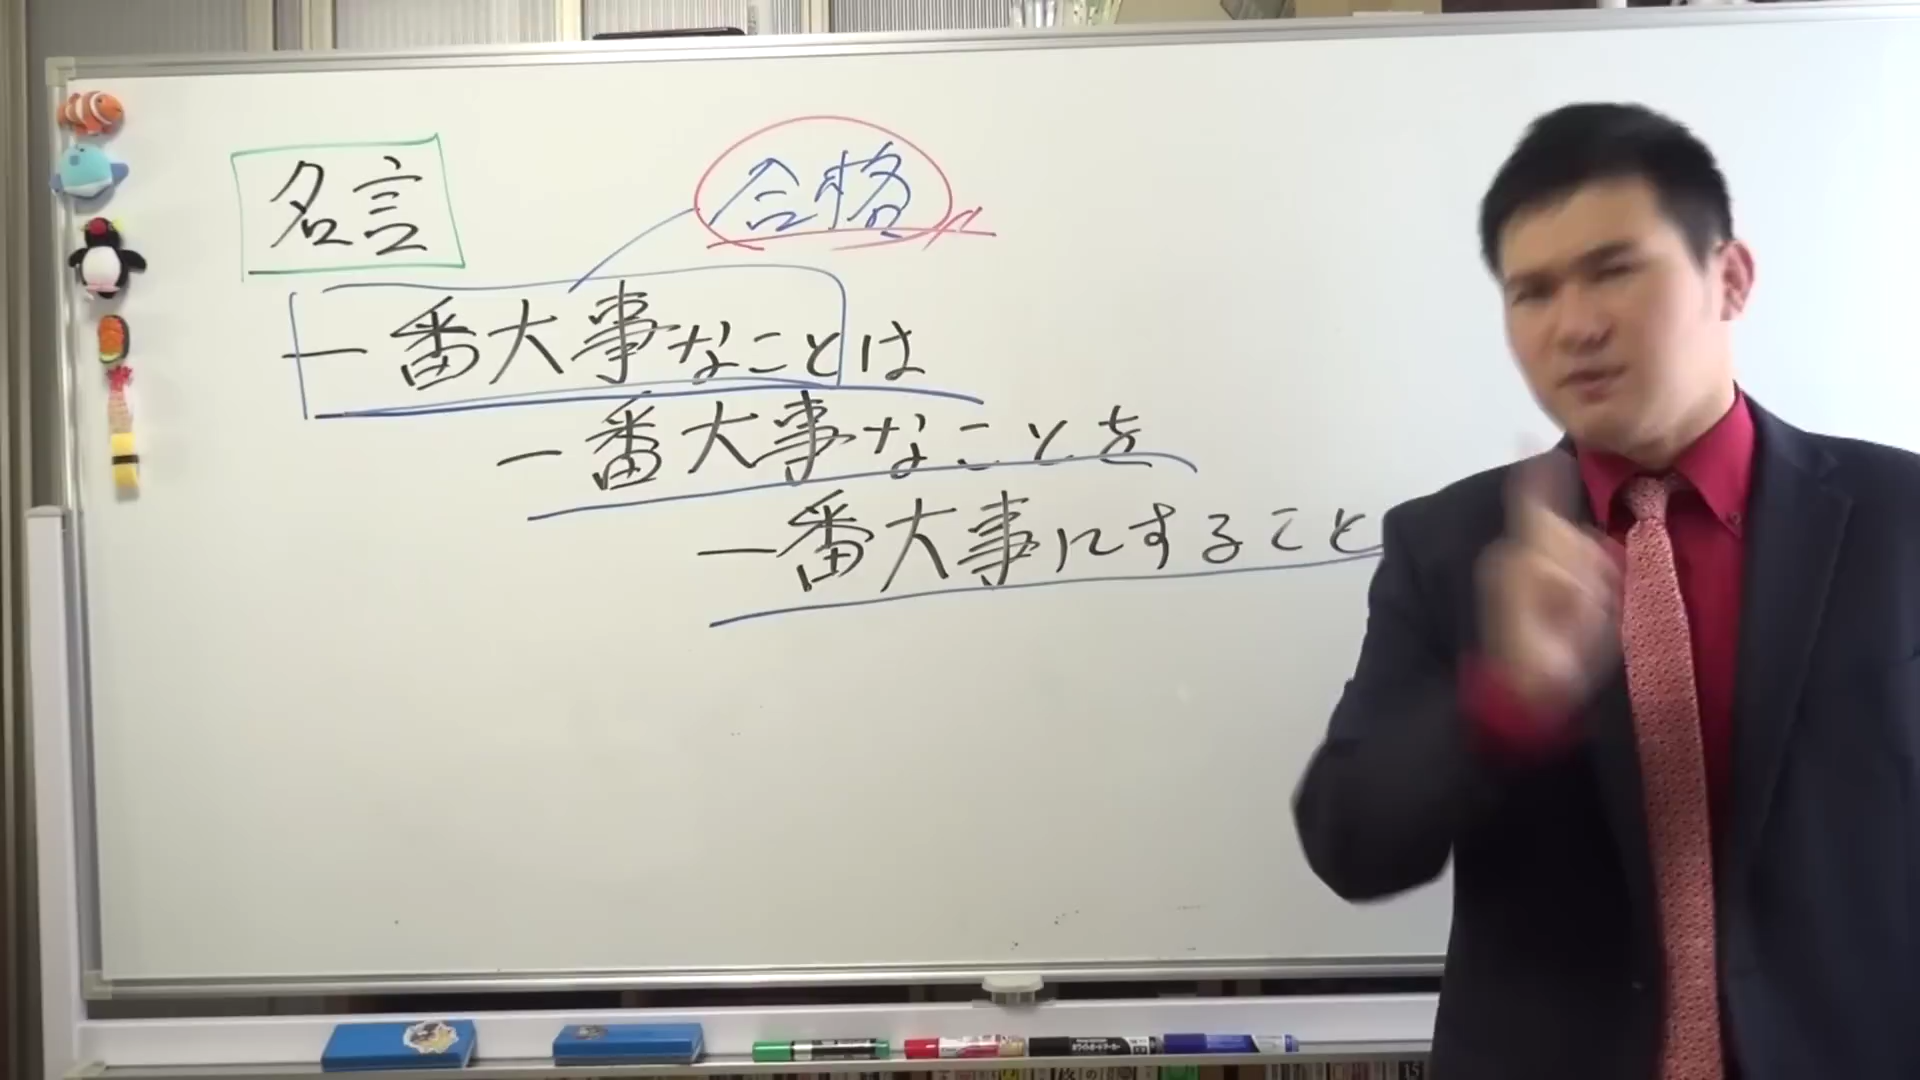 名言
合格
一番大事なことは
一番大事なことを
一番大事にすること